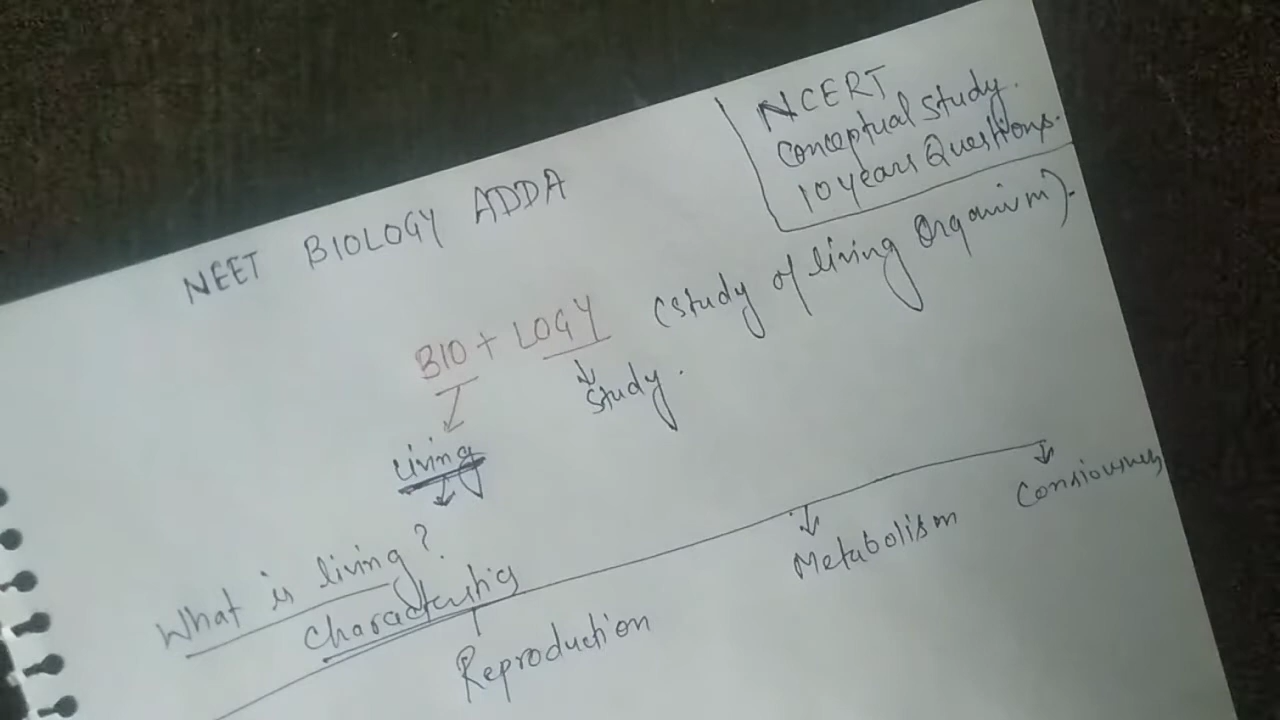 NCERT
Conceptual Study.
10 years Questions.
NEET BIOLOGY ADDA
BIO + LOGY (Study of living Organism).
Study.
Living
What is living?
Characteristics
Consiousness
Metabolism
Reproduction